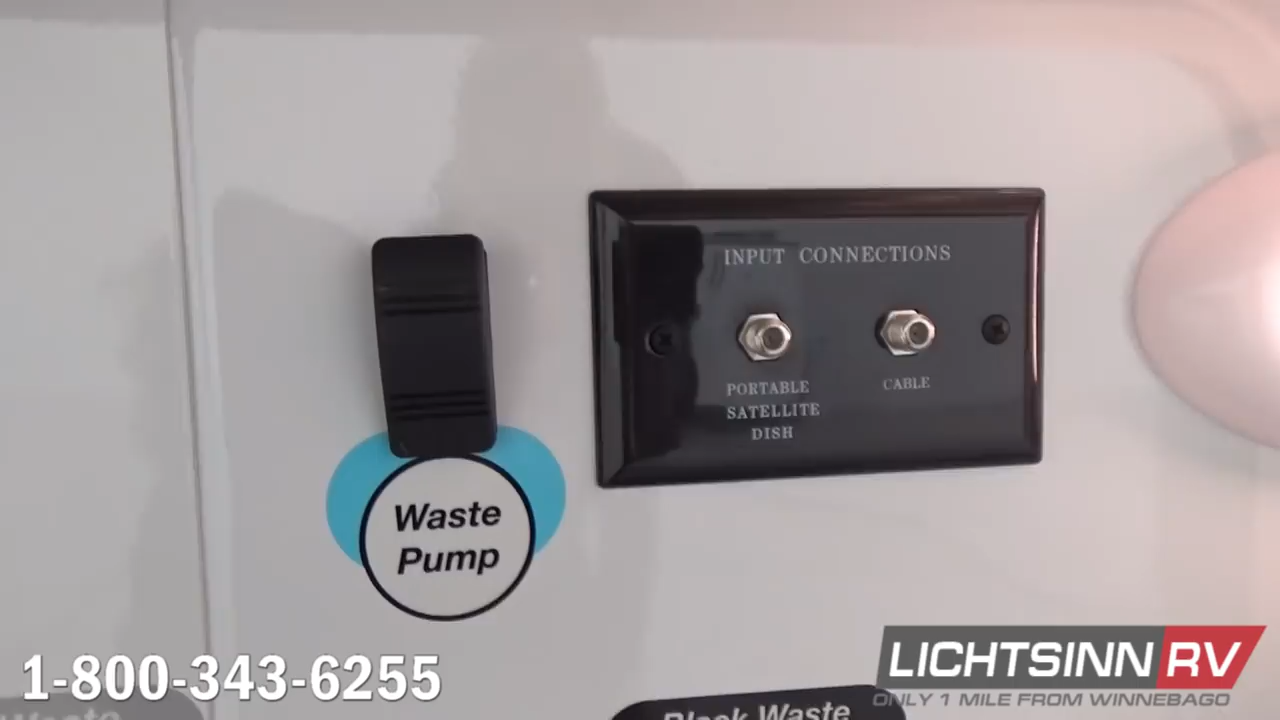 INPUT CONNECTIONS
PORTABLE
SATELLITE
DISH
CABLE
Waste
Pump
1-800-343-6255
LICHTSINN RV
ONLY 1 MILE FROM WINNEBAGO
Waste
Black Waste